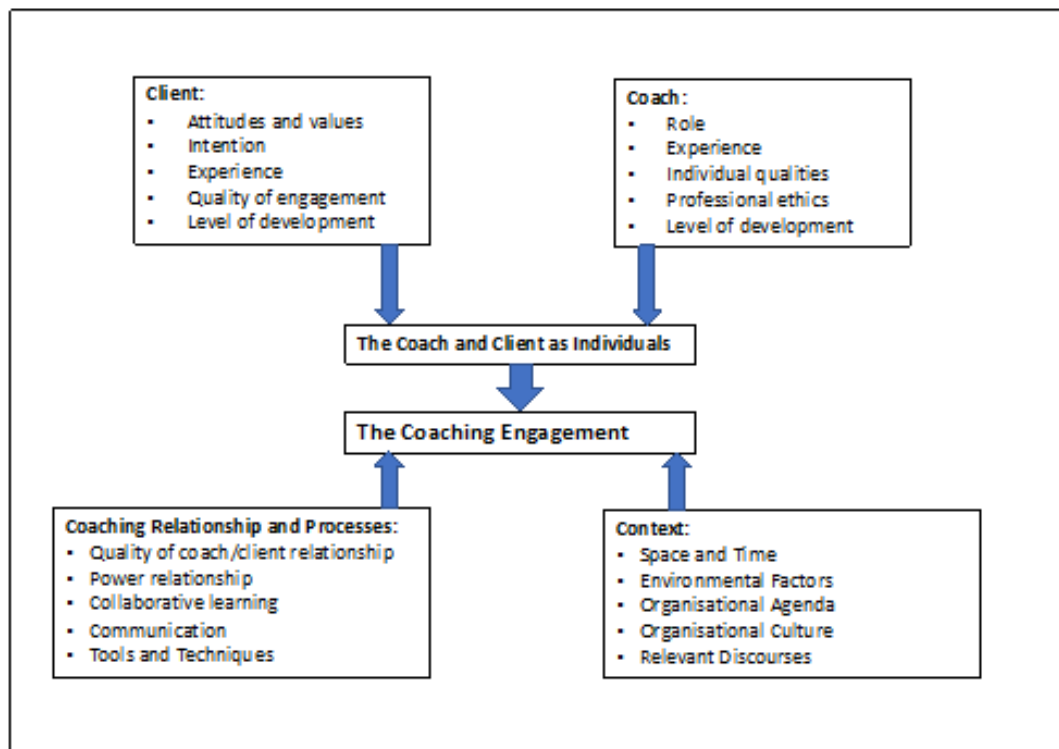 Client:
▪ Attitudes and values
▪ Intention
▪ Experience
▪ Quality of engagement
▪ Level of development
Coach:
▪ Role
▪ Experience
▪ Individual qualities
▪ Professional ethics
▪ Level of development
The Coach and Client as Individuals
The Coaching Engagement
Coaching Relationship and Processes:
▪ Quality of coach/client relationship
▪ Power relationship
▪ Collaborative learning
▪ Communication
▪ Tools and Techniques
Context:
▪ Space and Time
▪ Environmental Factors
▪ Organisational Agenda
▪ Organisational Culture
▪ Relevant Discourses